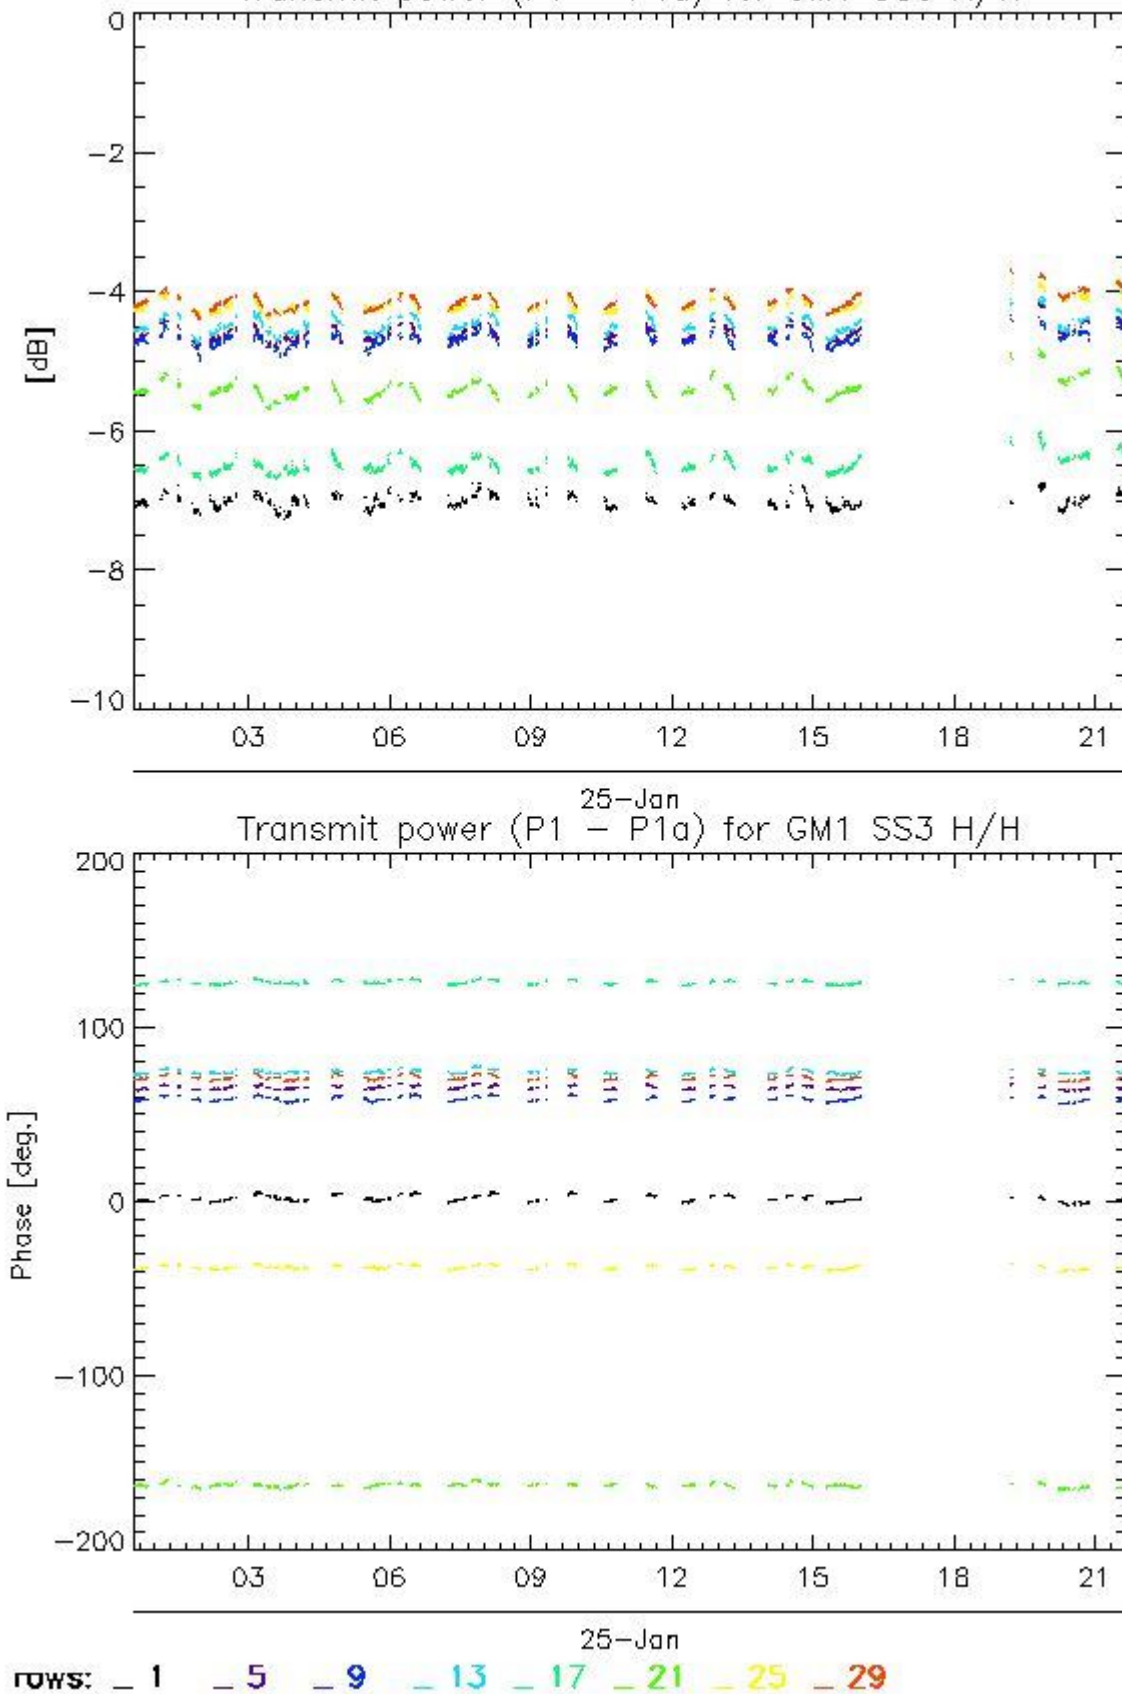 0
-2
-4
-6
-8
-10
[dB]
03 06 09 12 15 18 21
25-Jan
Transmit power (P1 - P1a) for GM1 SS3 H/H
200
100
0
-100
-200
Phase [deg.]
03 06 09 12 15 18 21
25-Jan
rows: _ 1 _ 5 _ 9 _ 13 _ 17 _ 21 _ 25 _ 29